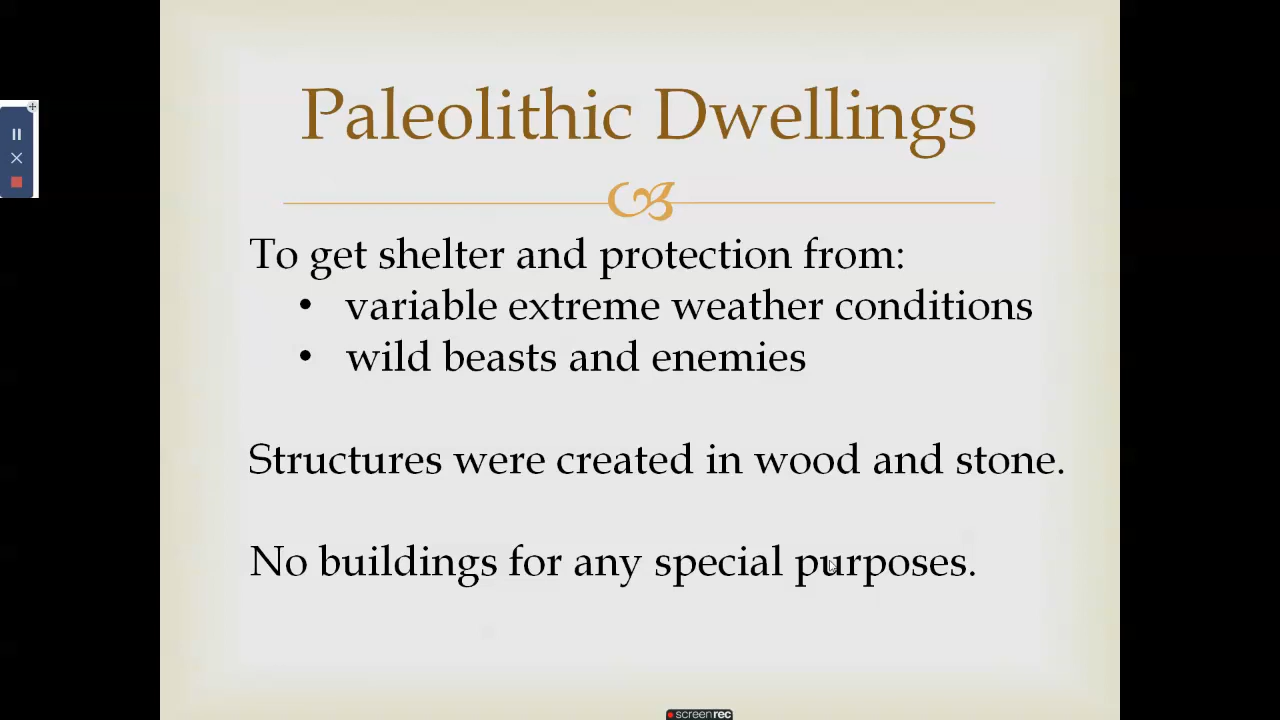 Paleolithic Dwellings
To get shelter and protection from:
• variable extreme weather conditions
• wild beasts and enemies
Structures were created in wood and stone.
No buildings for any special purposes.
screenrec